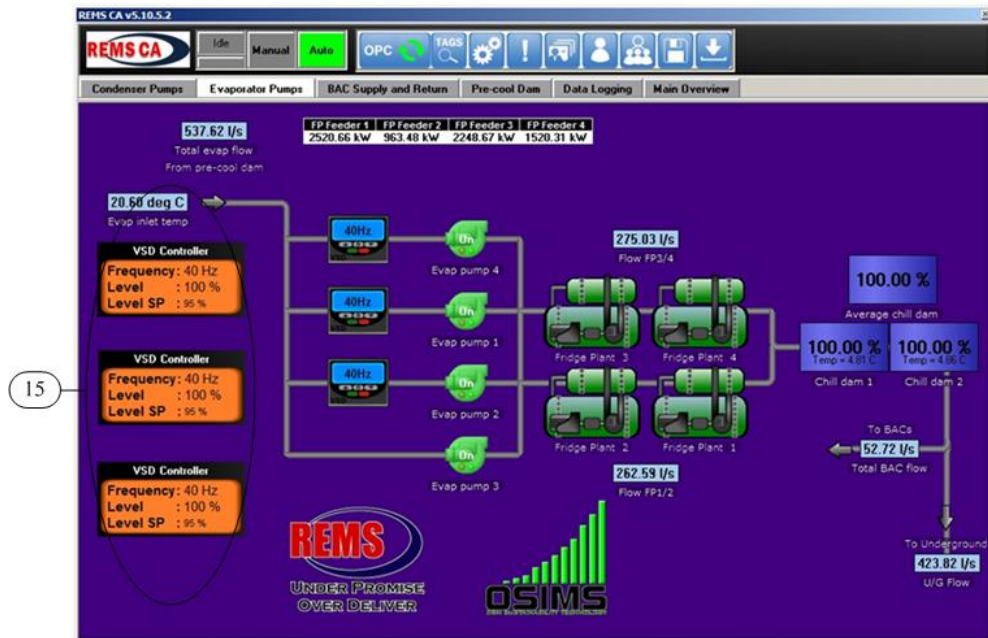 REMS CA v5.10.5.2
REMS CA
Idle
Manual
Auto
OPC
TAGS
Condenser Pumps
Evaporator Pumps
BAC Supply and Return
Pre-cool Dam
Data Logging
Main Overview
537.62 l/s
Total evap flow
From pre-cool dam
FP Feeder 1 FP Feeder 2 FP Feeder 3 FP Feeder 4
2520.66 kW 963.48 kW 2248.67 kW 1520.31 kW
20.60 deg C
Evap inlet temp
VSD Controller
Frequency: 40 Hz
Level : 100 %
Level SP : 95 %
VSD Controller
Frequency: 40 Hz
Level : 100 %
Level SP : 95 %
VSD Controller
Frequency: 40 Hz
Level : 100 %
Level SP : 95 %
15
40Hz
VSD
On
Evap pump 4
40Hz
VSD
On
Evap pump 1
40Hz
VSD
On
Evap pump 2
On
Evap pump 3
275.03 l/s
Flow FP3/4
Fridge Plant 3
Fridge Plant 4
Fridge Plant 2
Fridge Plant 1
262.59 l/s
Flow FP1/2
100.00 %
Average chill dam
100.00 %
Temp = 4.81 C
Chill dam 1
100.00 %
Temp = 4.86 C
Chill dam 2
To BACs
52.72 l/s
Total BAC flow
To Underground
423.82 l/s
U/G Flow
REMS
UNDER PROMISE
OVER DELIVER
OSIMS